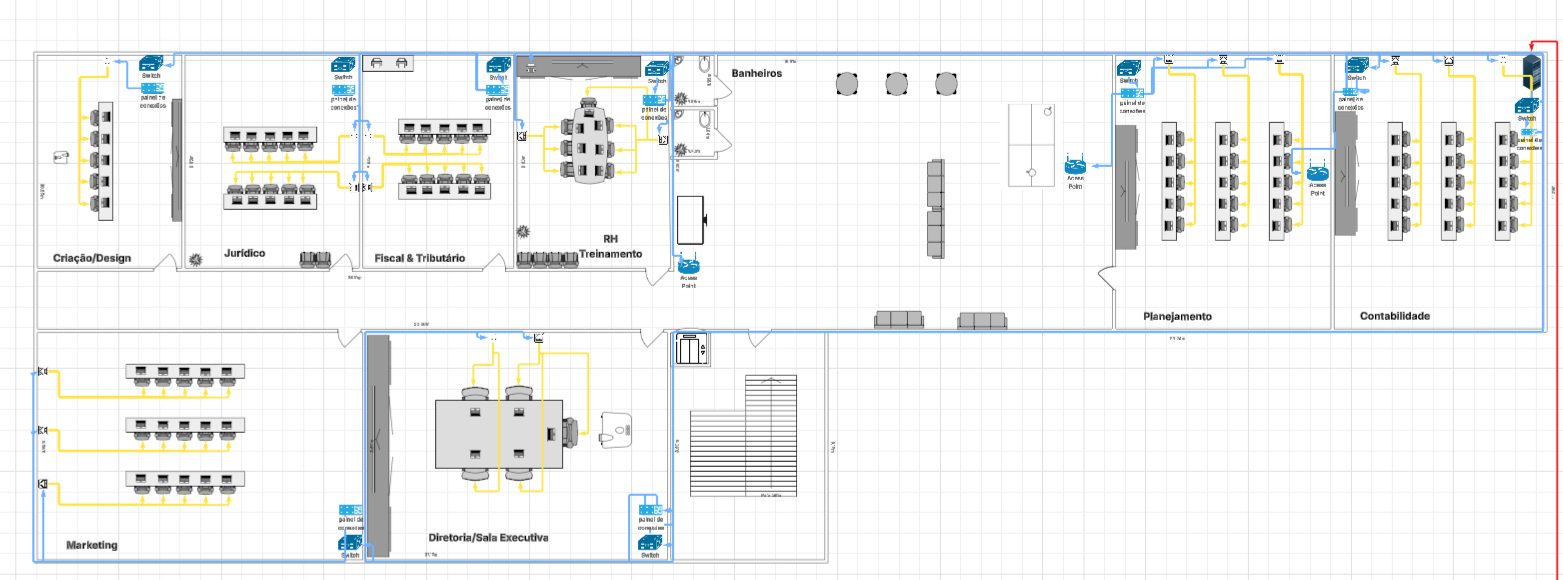 Switch
painel de
conexões
Criação/Design
Switch
painel de
conexões
Jurídico
Switch
painel de
conexões
Fiscal & Tributário
Switch
painel de
conexões
RH
Treinamento
Banheiros
Access
Point
Access
Point
Switch
painel de
conexões
Planejamento
Access
Point
Switch
painel de
conexões
Switch
painel de
conexões
Contabilidade
Marketing
painel de
conexões
Switch
Diretoria/Sala Executiva
painel de
conexões
Switch